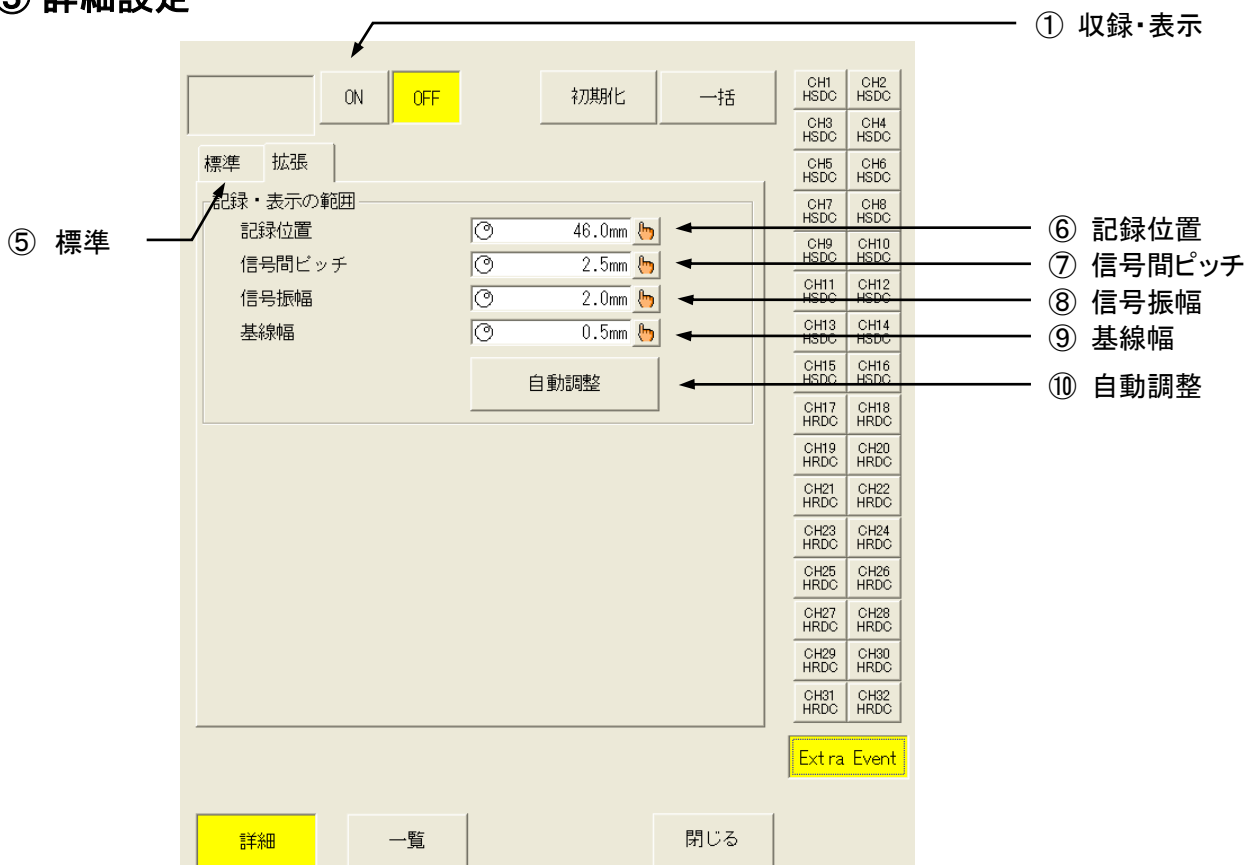 ③ 詳細設定
① 収録・表示
ON OFF 初期化 一括
標準 拡張
記録・表示の範囲
⑤ 標準
記録位置 46.0mm
信号間ピッチ 2.5mm
信号振幅 2.0mm
基線幅 0.5mm
自動調整
⑥ 記録位置
⑦ 信号間ピッチ
⑧ 信号振幅
⑨ 基線幅
⑩ 自動調整
CH1 HSDC CH2 HSDC
CH3 HSDC CH4 HSDC
CH5 HSDC CH6 HSDC
CH7 HSDC CH8 HSDC
CH9 HSDC CH10 HSDC
CH11 HSDC CH12 HSDC
CH13 HSDC CH14 HSDC
CH15 HSDC CH16 HSDC
CH17 HRDC CH18 HRDC
CH19 HRDC CH20 HRDC
CH21 HRDC CH22 HRDC
CH23 HRDC CH24 HRDC
CH25 HRDC CH26 HRDC
CH27 HRDC CH28 HRDC
CH29 HRDC CH30 HRDC
CH31 HRDC CH32 HRDC
Extra Event
詳細 一覧 閉じる